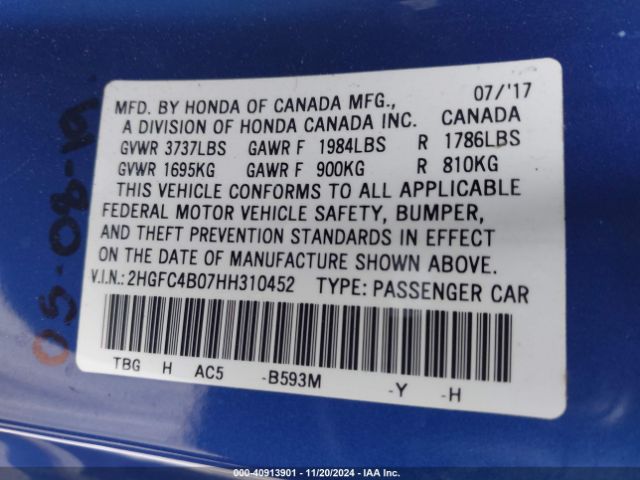 07/'17
MFD. BY HONDA OF CANADA MFG.,
A DIVISION OF HONDA CANADA INC. CANADA
GVWR 3737LBS GAWR F 1984LBS R 1786LBS
GVWR 1695KG GAWR F 900KG R 810KG
THIS VEHICLE CONFORMS TO ALL APPLICABLE
FEDERAL MOTOR VEHICLE SAFETY, BUMPER,
AND THEFT PREVENTION STANDARDS IN EFFECT
ON THE DATE OF MANUFACTURE SHOWN ABOVE.
V.I.N.: 2HGFC4B07HH310452 TYPE: PASSENGER CAR
TBG H AC5 -B593M -Y -H
05-08-19
2000-40913901 - 11/20/2024 - IAA Inc.